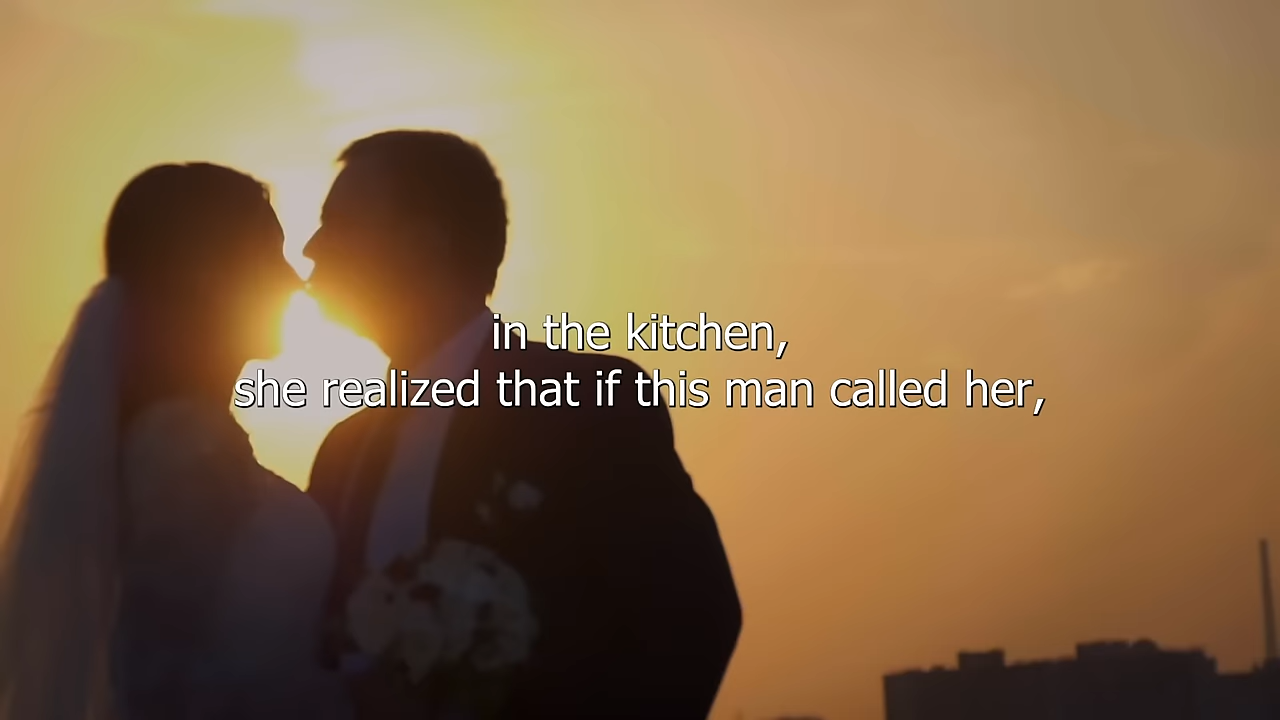 in the kitchen,
she realized that if this man called her,